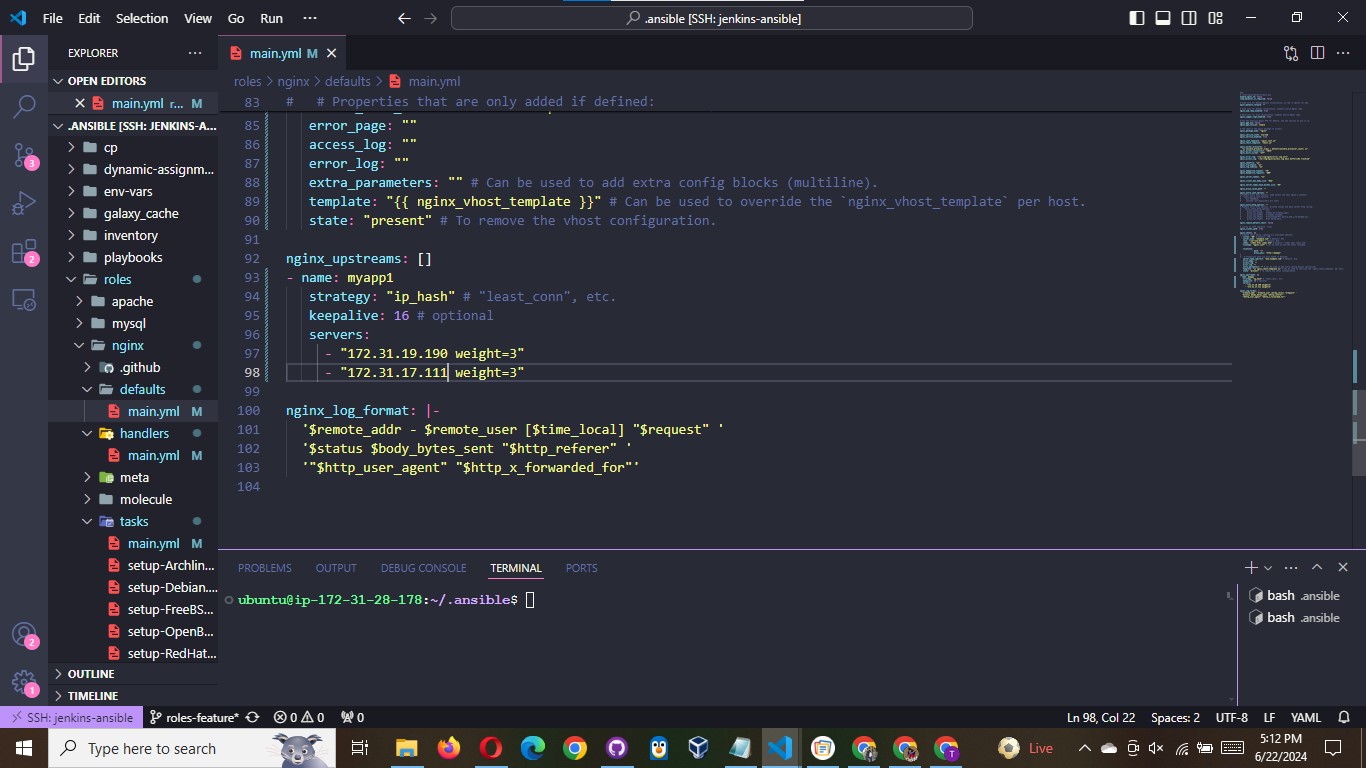 File Edit Selection View Go Run ···
.ansible [SSH: jenkins-ansible]
EXPLORER
OPEN EDITORS
main.yml r... M
.ANSIBLE [SSH: JENKINS-A...
cp
dynamic-assignm...
env-vars
galaxy_cache
inventory
playbooks
roles
apache
mysql
nginx
.github
defaults
main.yml M
handlers
main.yml M
meta
molecule
tasks
main.yml M
setup-Archlin...
setup-Debian....
setup-FreeBS...
setup-OpenB...
setup-RedHat...
OUTLINE
TIMELINE
3
2
2
1
main.yml M
roles > nginx > defaults > main.yml
83 # # Properties that are only added if defined:
85 error_page: ""
86 access_log: ""
87 error_log: ""
88 extra_parameters: "" # Can be used to add extra config blocks (multiline).
89 template: "{{ nginx_vhost_template }}" # Can be used to override the `nginx_vhost_template` per host.
90 state: "present" # To remove the vhost configuration.
91
92 nginx_upstreams: []
93 - name: myapp1
94 strategy: "ip_hash" # "least_conn", etc.
95 keepalive: 16 # optional
96 servers:
97 - "172.31.19.190 weight=3"
98 - "172.31.17.111 weight=3"
99
100 nginx_log_format: |-
101 '$remote_addr - $remote_user [$time_local] "$request" '
102 '$status $body_bytes_sent "$http_referer" '
103 '"$http_user_agent" "$http_x_forwarded_for"'
104
PROBLEMS OUTPUT DEBUG CONSOLE TERMINAL PORTS
ubuntu@ip-172-31-28-178:~/.ansible$
bash .ansible
bash .ansible
SSH: jenkins-ansible roles-feature* 0 0 0 Ln 98, Col 22 Spaces: 2 UTF-8 LF YAML
Type here to search
Live
5:12 PM
6/22/2024